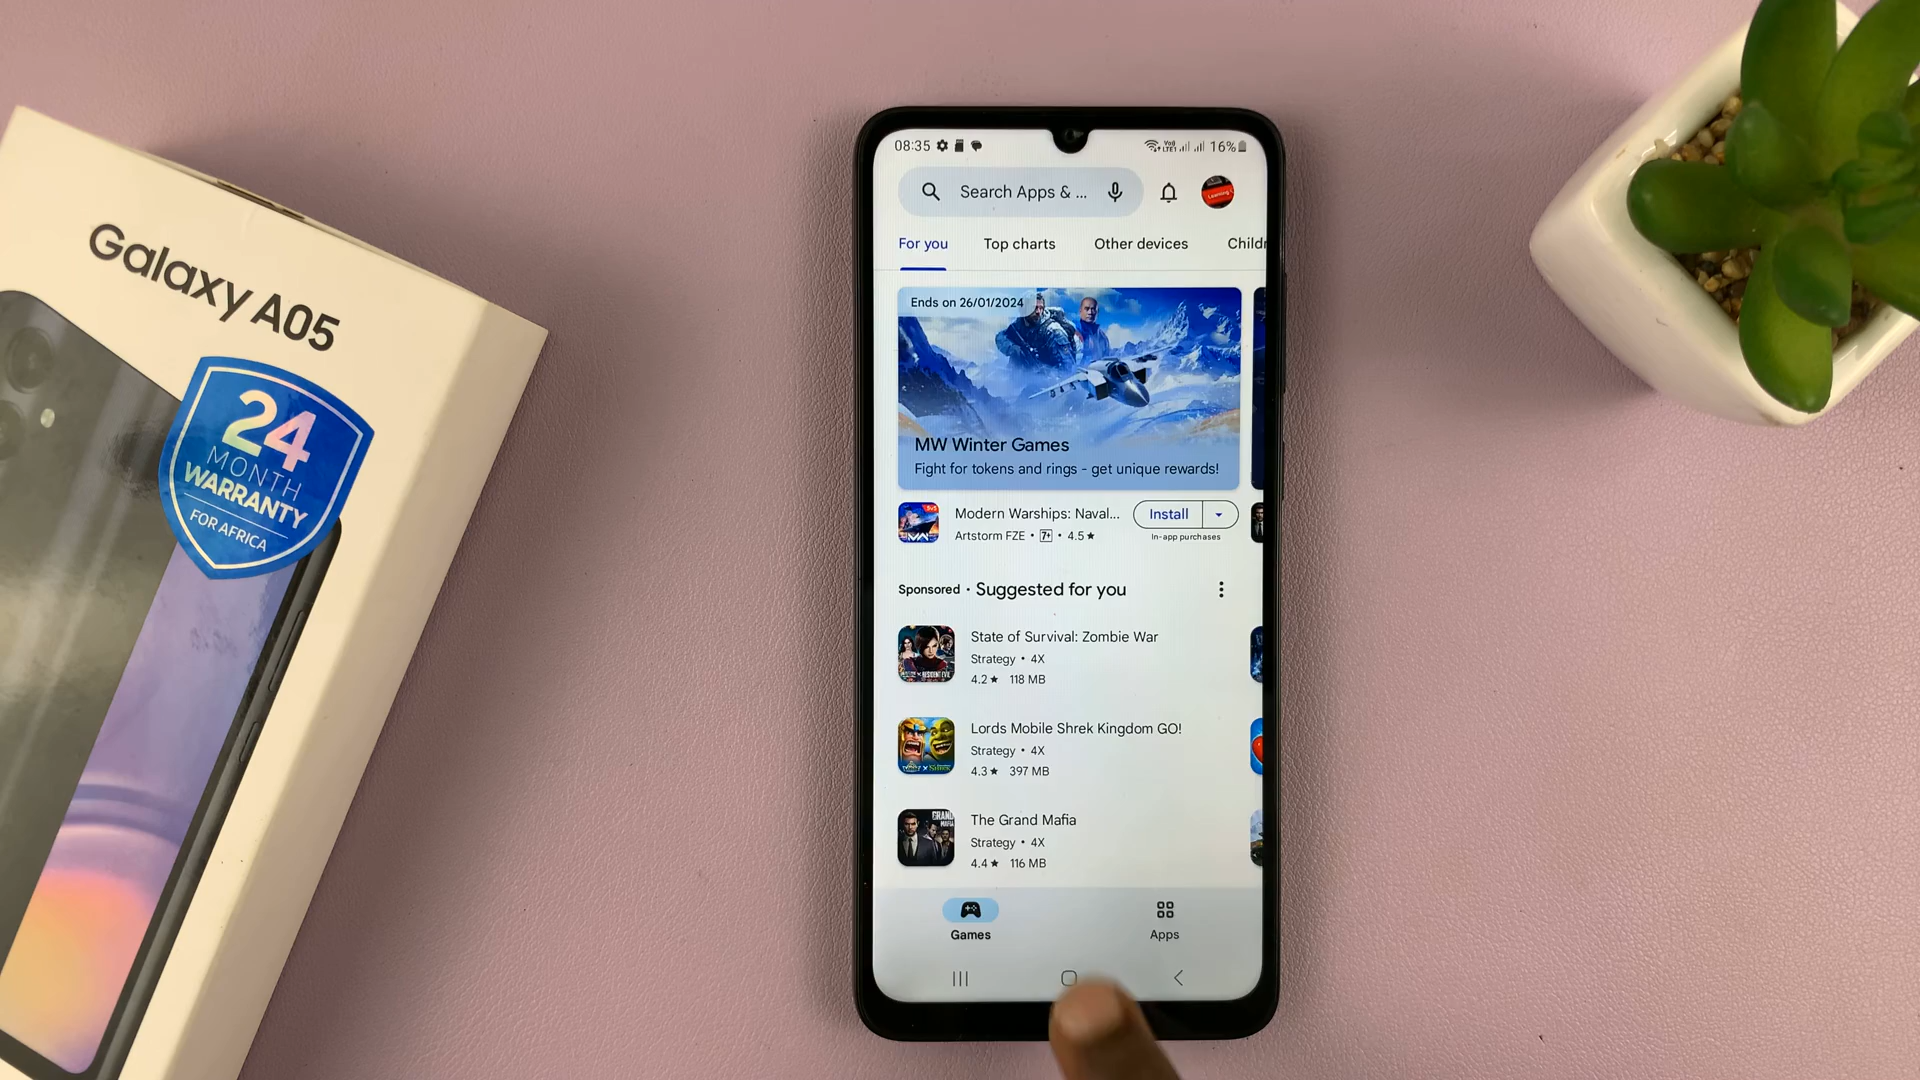 Galaxy A05
24
MONTH
WARRANTY
FOR AFRICA
08:35
16%
Search Apps & ...
For you
Top charts
Other devices
Childr
Ends on 26/01/2024
MW Winter Games
Fight for tokens and rings - get unique rewards!
Modern Warships: Naval...
Artstorm FZE • 7+ • 4.5★
Install
In-app purchases
Sponsored • Suggested for you
State of Survival: Zombie War
Strategy • 4X
4.2★ 118 MB
Lords Mobile Shrek Kingdom GO!
Strategy • 4X
4.3★ 397 MB
The Grand Mafia
Strategy • 4X
4.4★ 116 MB
Games
Apps